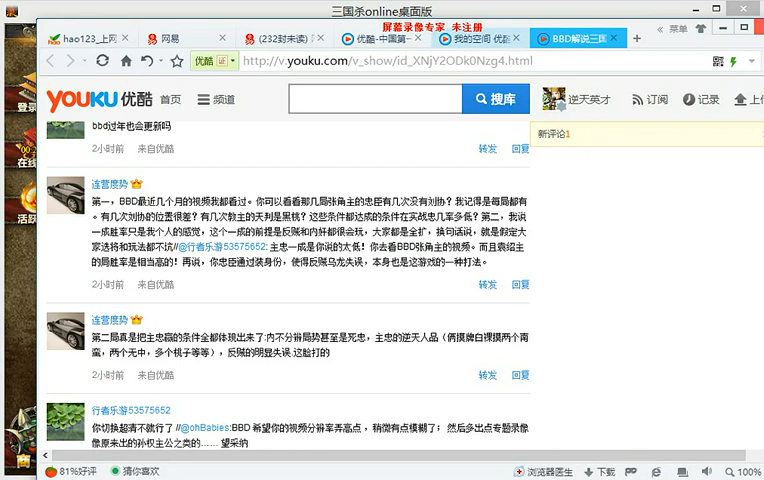 三国杀online桌面版
屏幕录像专家 未注册
hao123_上网
网易
(232封未读)
优酷-中国第一
我的空间 优酷
BBD解说三国
菜单
优酷 证
http://v.youku.com/v_show/id_XNjY2ODk0Nzg4.html
YOUKU 优酷 首页 频道
搜库
逆天英才 订阅 记录 上传
新评论1
登录
在线
活跃
商
bbd过年也会更新吗
2小时前 来自优酷
转发 回复
连营度势
第一，BBD最近几个月的视频我都看过。你可以看看那几局张角主的忠臣有几次没有刘协？我记得是每局都有
。有几次刘协的位置很差？有几次教主的天判是黑桃？这些条件都达成的条件在实战忠几率多低？第二，我说
一成胜率只是我个人的感觉，这个一成的前提是反贼和内奸都很会玩，大家都是全扩，换句话说，就是假定大
家选将和玩法都不坑//@行者乐游53575652: 主忠一成是你说的太低！你去看BBD张角主的视频。而且袁绍主
的局胜率是相当高的！再说，你忠臣通过装身份，使得反贼乌龙失误，本身也是这游戏的一种打法。
2小时前 来自优酷
转发 回复
连营度势
第二局真是把主忠赢的条件全都体现出来了:内不分辨局势甚至是死忠，主忠的逆天人品（俩摸牌白裸摸两个南
蛮，两个无中，多个桃子等等），反贼的明显失误.这脸打的
2小时前 来自优酷
转发 回复
行者乐游53575652
你切换超清不就行了 //@ohBabies:BBD 希望你的视频分辨率弄高点 ，稍微有点模糊了； 然后多出点专题录像
像原来出的孙权主公之类的…… 望采纳
81%好评 猜你喜欢
浏览器医生 下载
100%